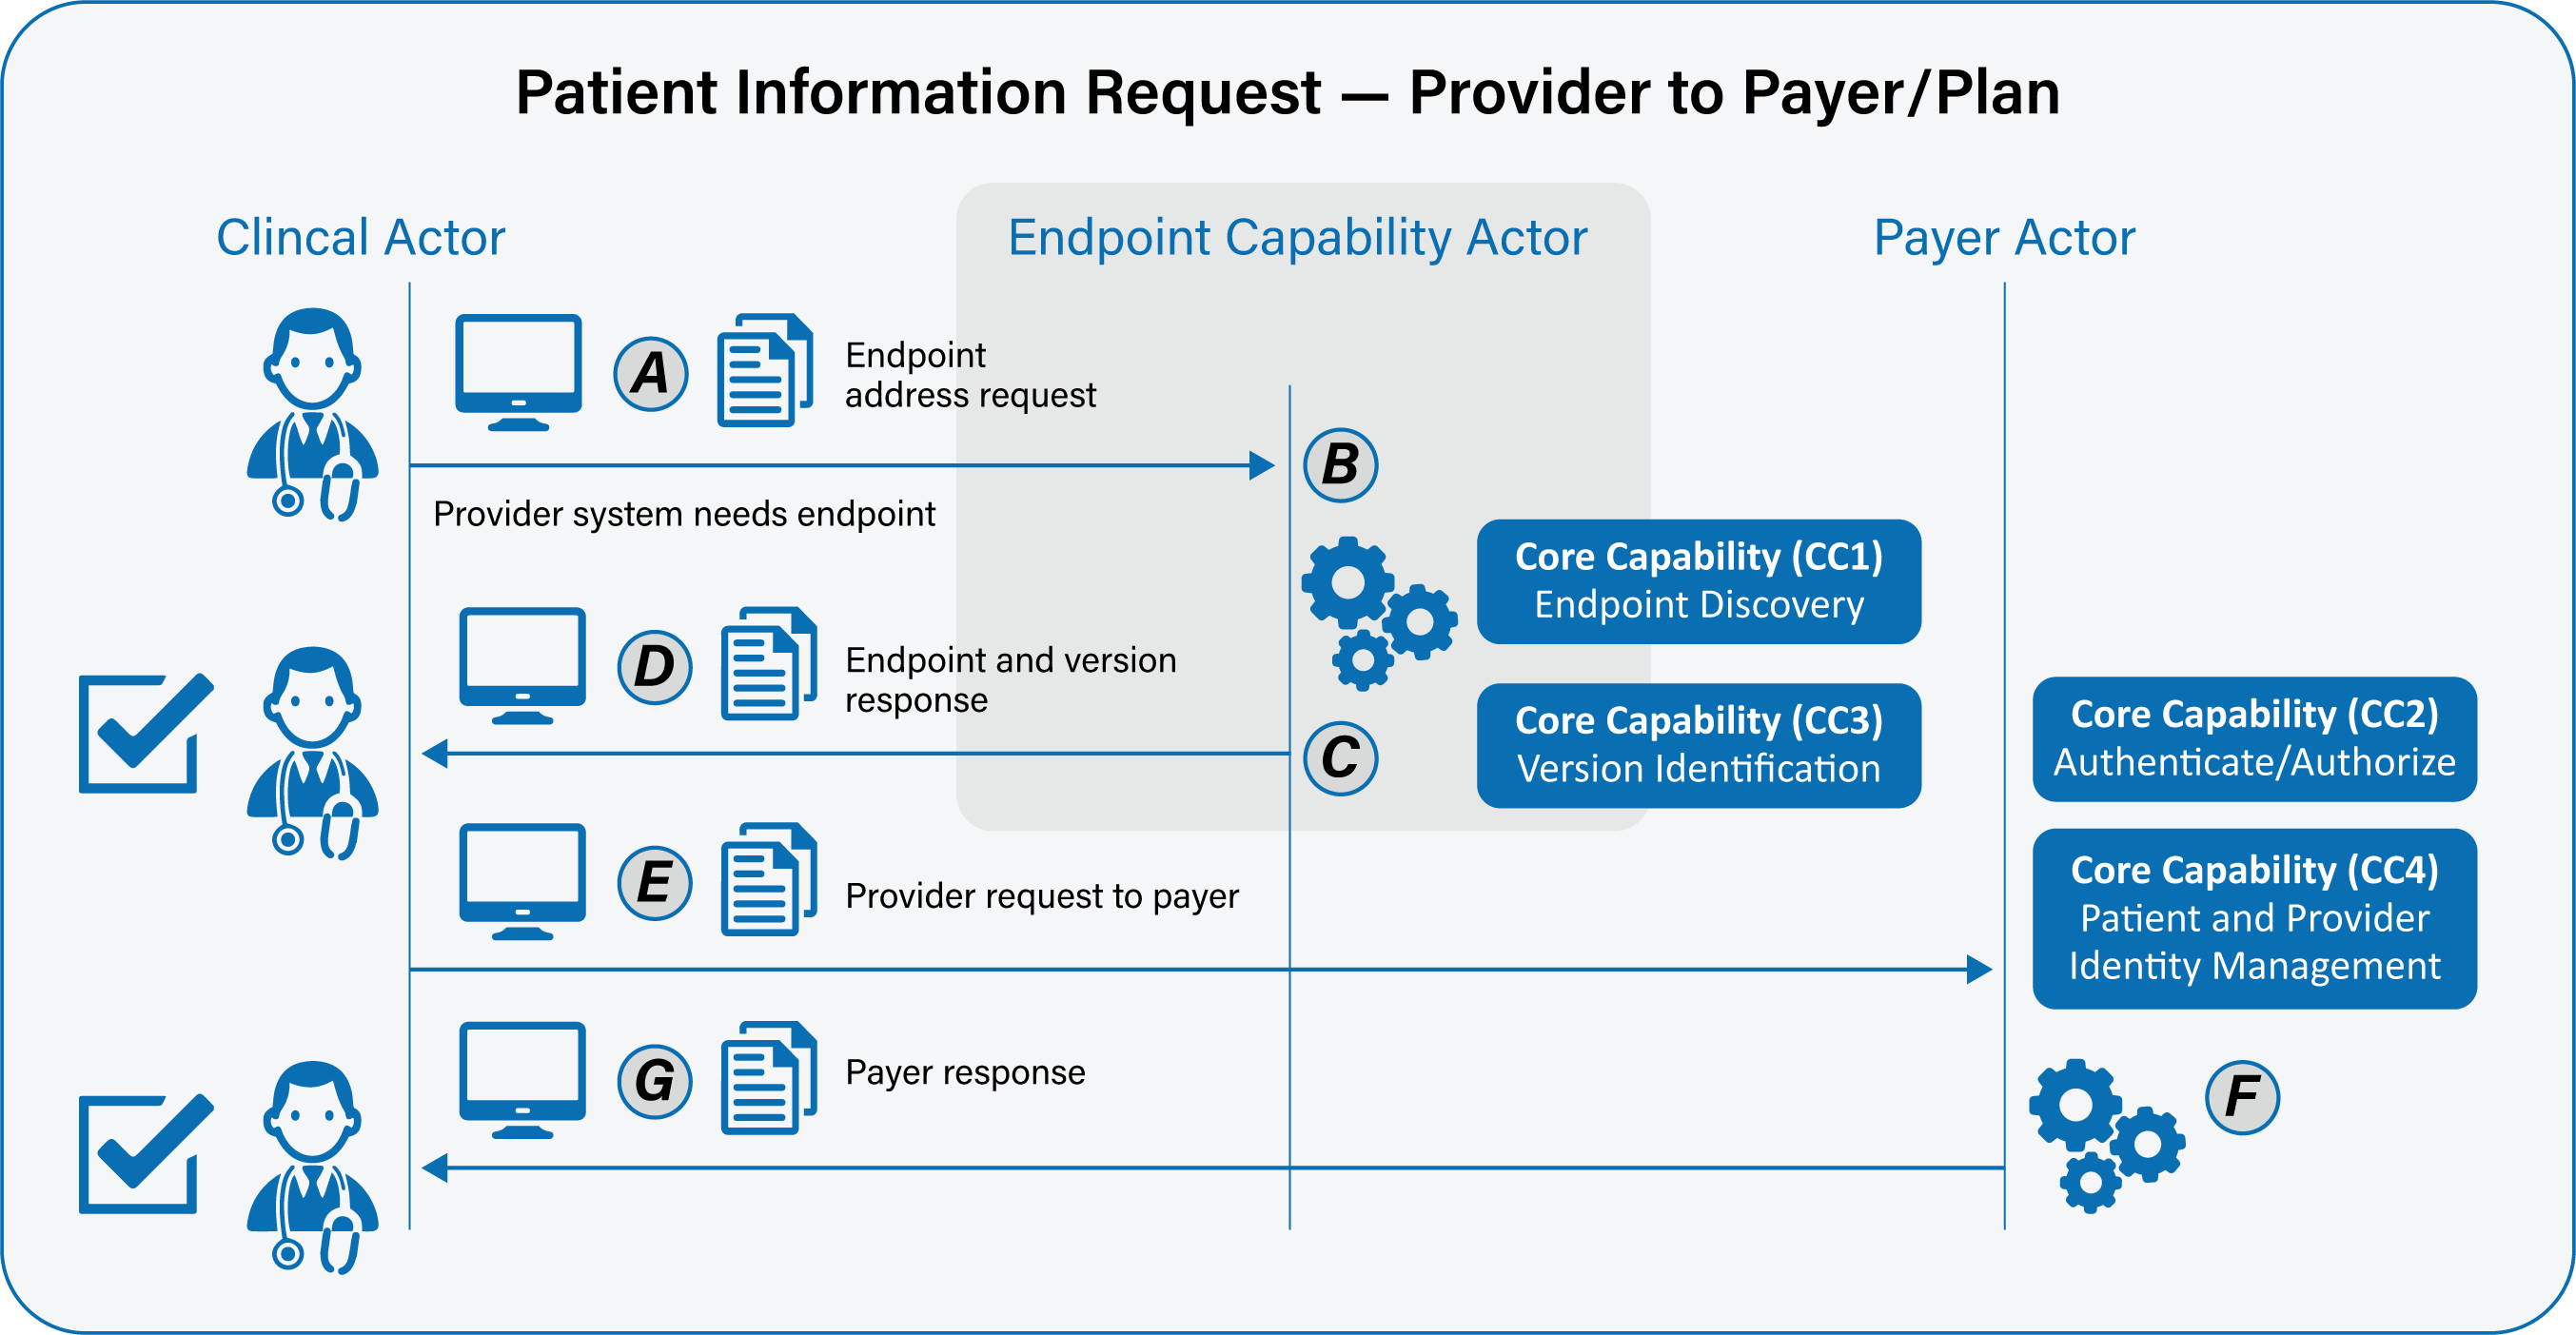 Patient Information Request — Provider to Payer/Plan
Clincal Actor
Endpoint Capability Actor
Payer Actor
A
Endpoint
address request
B
Provider system needs endpoint
Core Capability (CC1)
Endpoint Discovery
D
Endpoint and version
response
C
Core Capability (CC3)
Version Identification
Core Capability (CC2)
Authenticate/Authorize
E
Provider request to payer
Core Capability (CC4)
Patient and Provider
Identity Management
G
Payer response
F